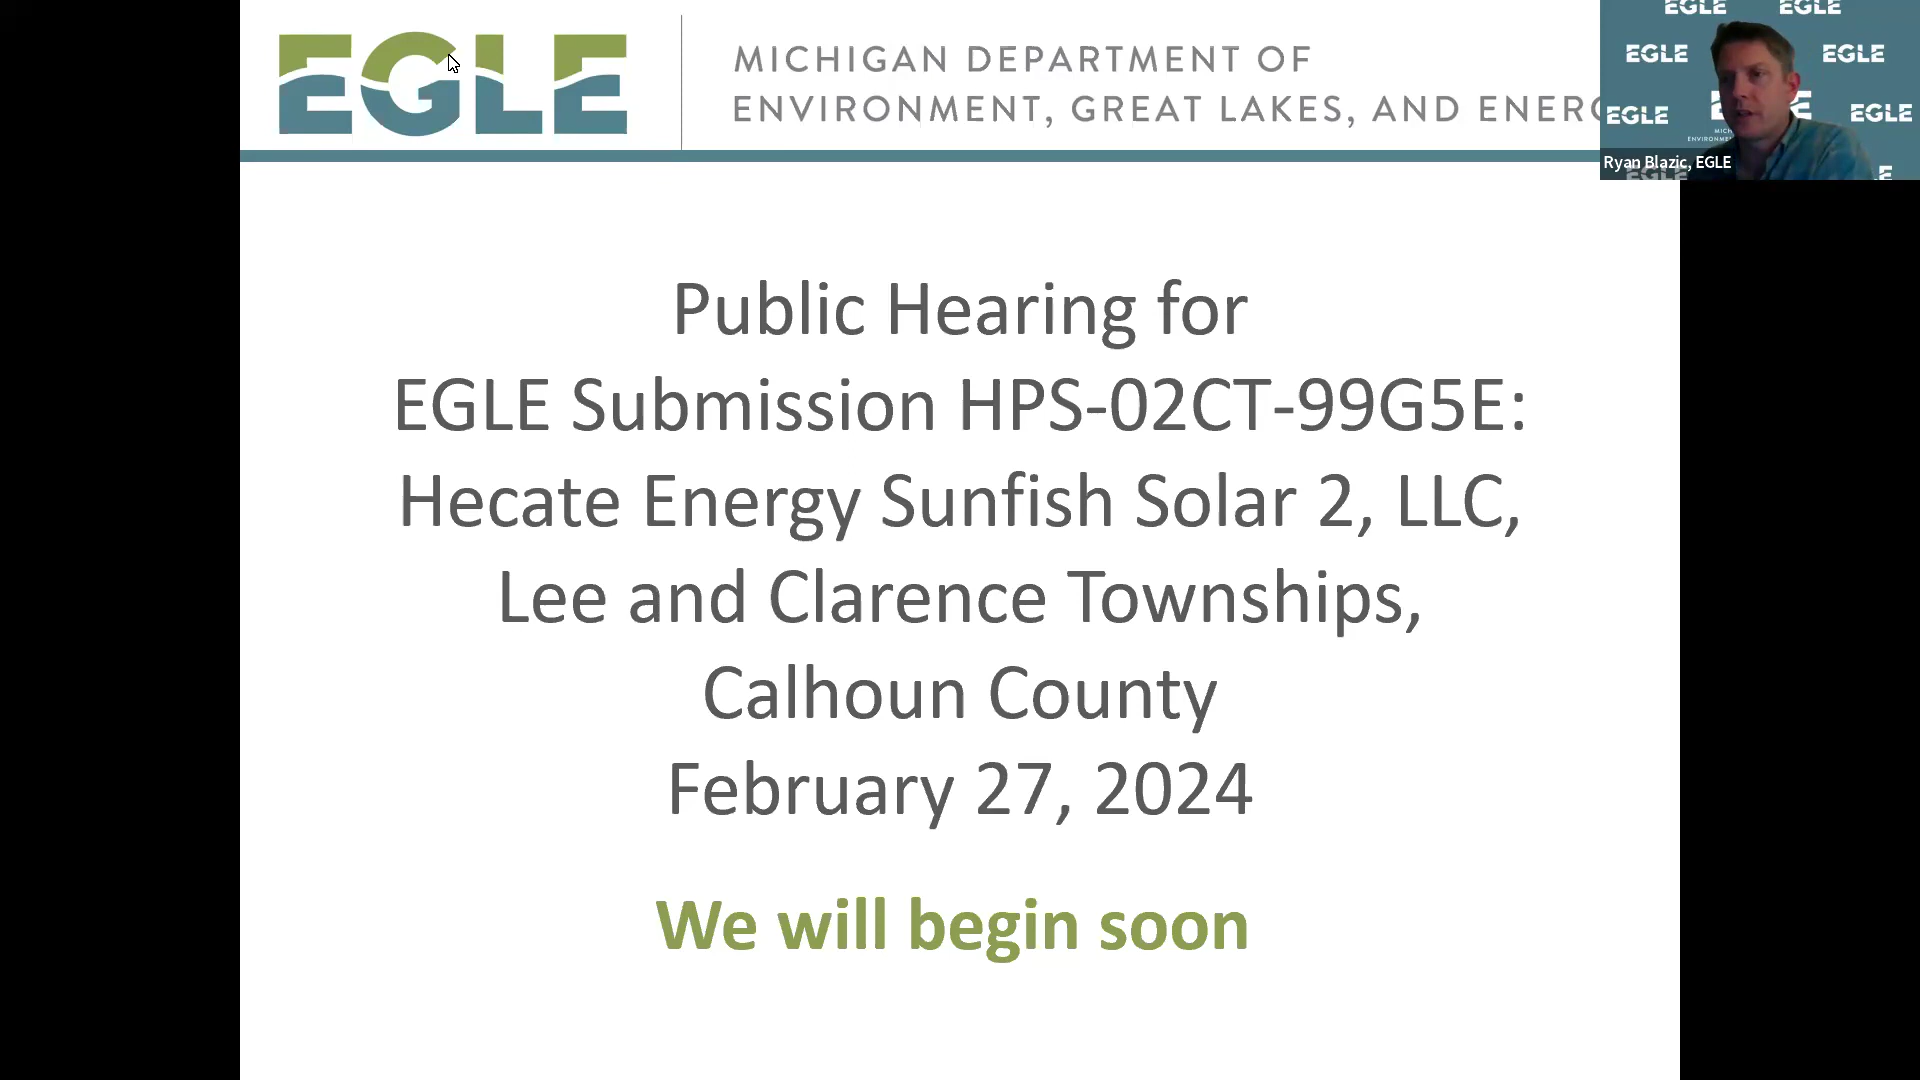 EGLE
MICHIGAN DEPARTMENT OF
ENVIRONMENT, GREAT LAKES, AND ENERG
EGLE EGLE
EGLE EGLE
EGLE EGLE
Ryan Blazic, EGLE
Public Hearing for
EGLE Submission HPS-02CT-99G5E:
Hecate Energy Sunfish Solar 2, LLC,
Lee and Clarence Townships,
Calhoun County
February 27, 2024
We will begin soon